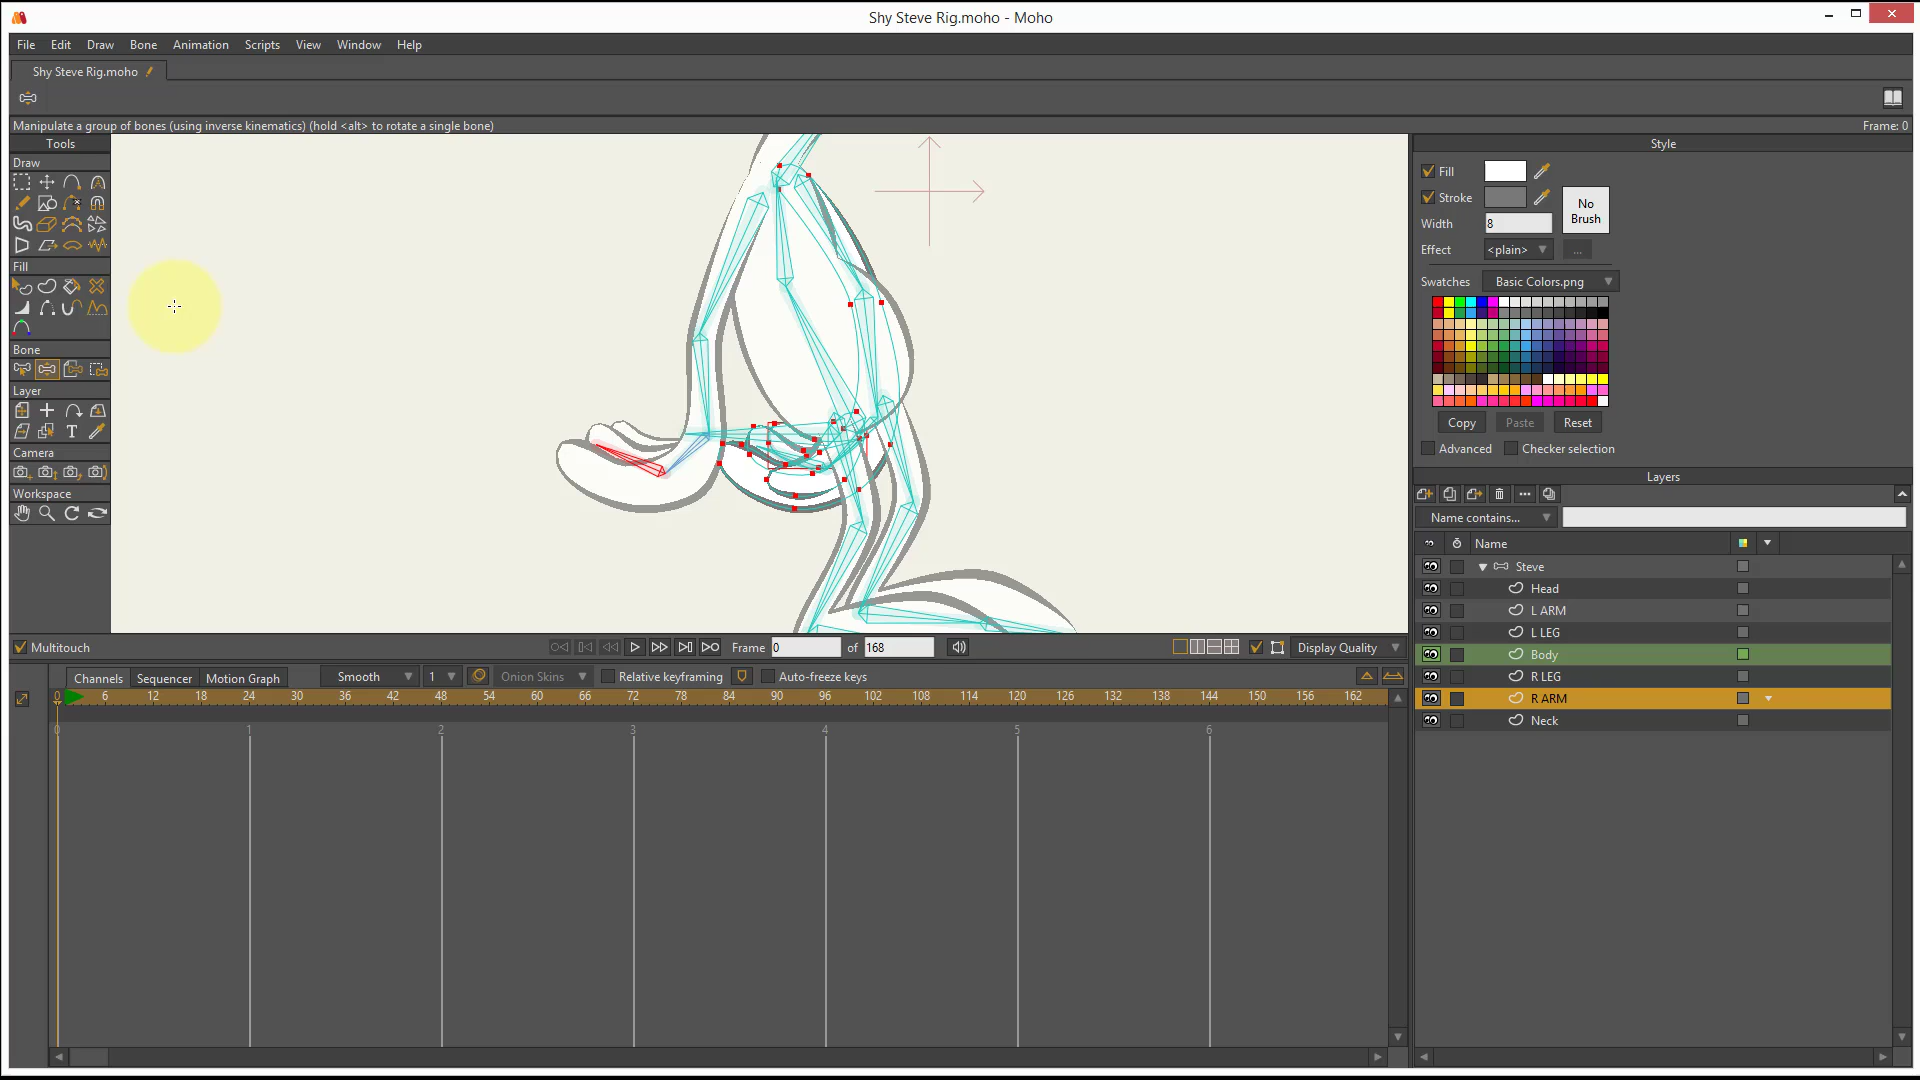 Shy Steve Rig.moho - Moho
File Edit Draw Bone Animation Scripts View Window Help
Shy Steve Rig.moho
Manipulate a group of bones (using inverse kinematics) (hold <alt> to rotate a single bone)
Frame: 0
Tools
Draw
Fill
Bone
Layer
Camera
Workspace
Style
Fill
Stroke
No Brush
Width 8
Effect <plain> ...
Swatches Basic Colors.png
Copy Paste Reset
Advanced Checker selection
Layers
Name contains...
Name
Steve
Head
L ARM
L LEG
Body
R LEG
R ARM
Neck
Multitouch
Frame 0 of 168
Display Quality
Channels Sequencer Motion Graph Smooth 1 Onion Skins Relative keyframing Auto-freeze keys
0 6 12 18 24 30 36 42 48 54 60 66 72 78 84 90 96 102 108 114 120 126 132 138 144 150 156 162
0 1 2 3 4 5 6